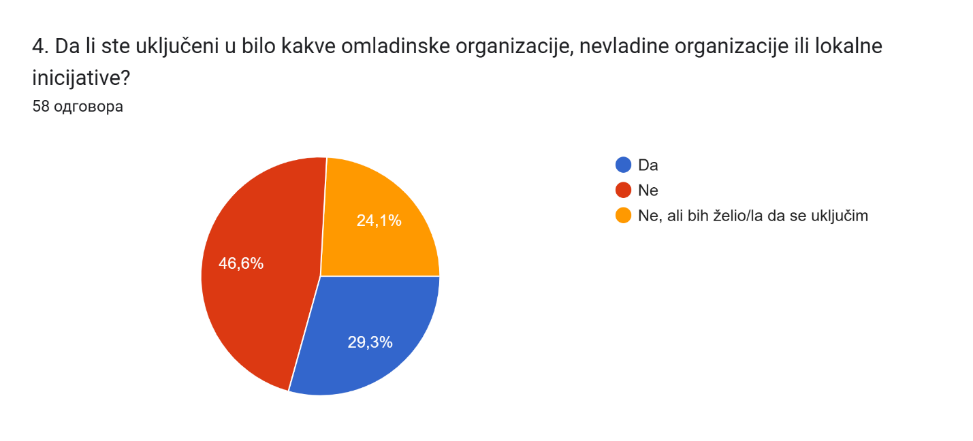 4. Da li ste uključeni u bilo kakve omladinske organizacije, nevladine organizacije ili lokalne
inicijative?
58 одговора
Da
Ne
Ne, ali bih želio/la da se uključim
24,1%
46,6%
29,3%